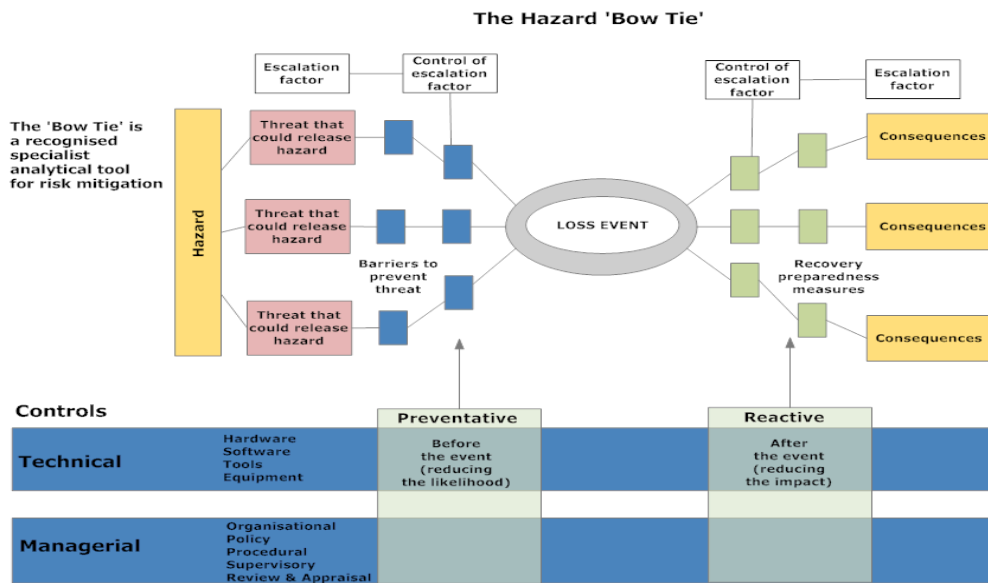 The Hazard 'Bow Tie'
Escalation
factor
Control of
escalation
factor
Control of
escalation
factor
Escalation
factor
The 'Bow Tie' is
a recognised
specialist
analytical tool
for risk mitigation
Hazard
Threat that
could release
hazard
Threat that
could release
hazard
Threat that
could release
hazard
Barriers to
prevent
threat
LOSS EVENT
Recovery
preparedness
measures
Consequences
Consequences
Consequences
Controls
Preventative
Reactive
Technical
Hardware
Software
Tools
Equipment
Before
the event
(reducing
the likelihood)
After
the event
(reducing
the impact)
Managerial
Organisational
Policy
Procedural
Supervisory
Review & Appraisal